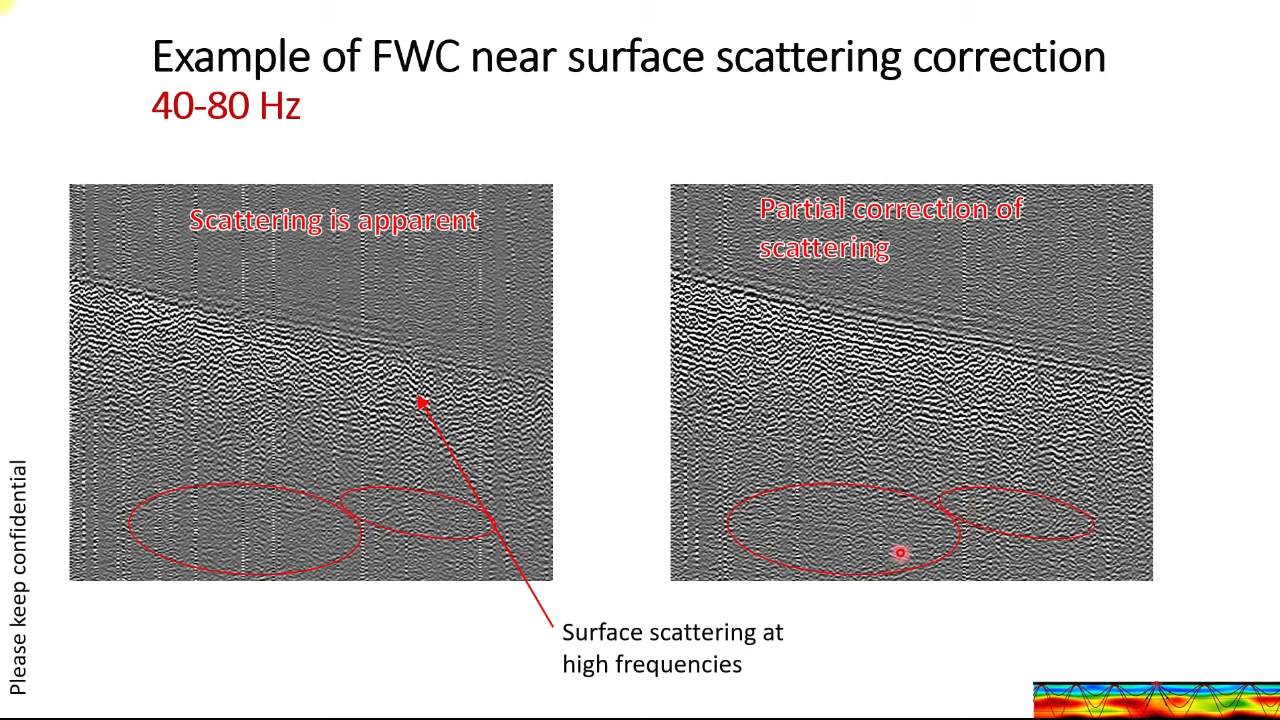 Example of FWC near surface scattering correction
40-80 Hz
Scattering is apparent
Partial correction of
scattering
Surface scattering at
high frequencies
Please keep confidential